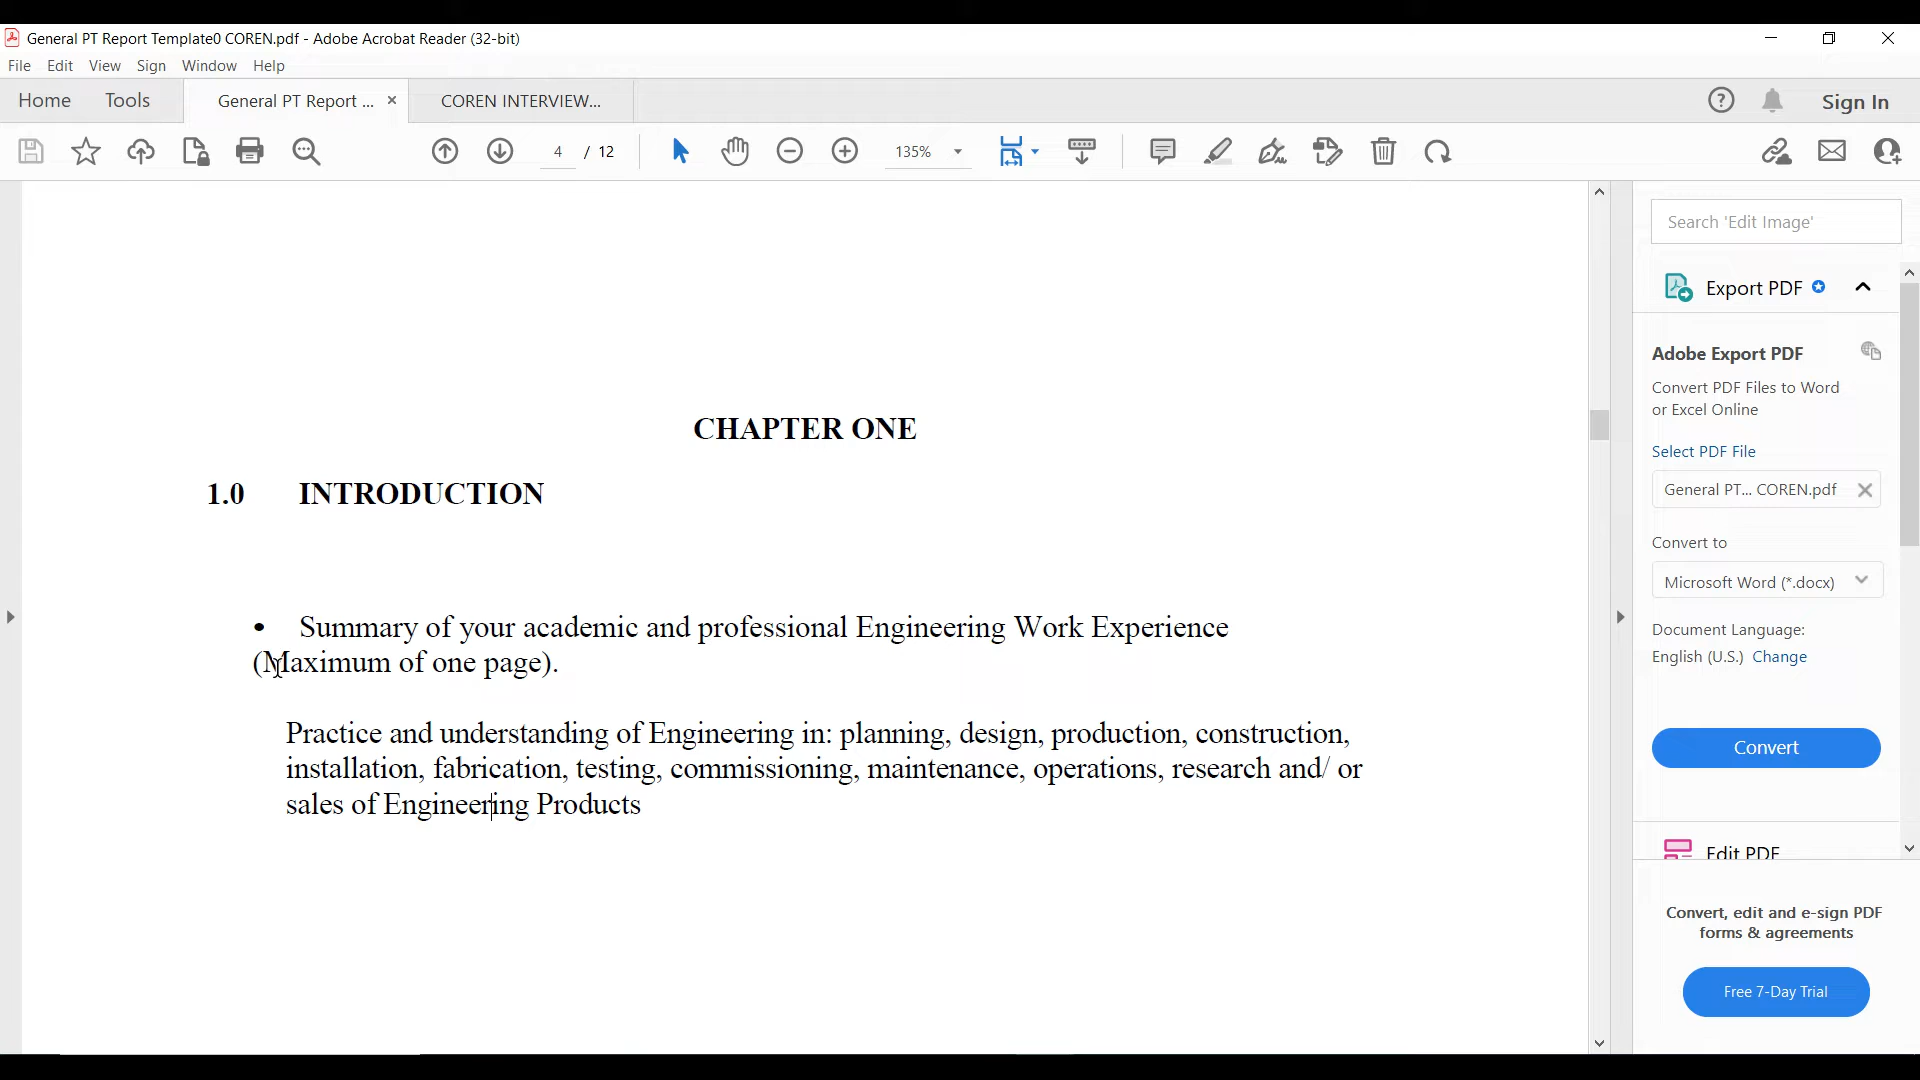 General PT Report Template0 COREN.pdf - Adobe Acrobat Reader (32-bit)
File Edit View Sign Window Help
Home Tools General PT Report ... × COREN INTERVIEW... Sign In
4 / 12 135%
Search 'Edit Image'
Export PDF
Adobe Export PDF
Convert PDF Files to Word
or Excel Online
Select PDF File
General PT... COREN.pdf
Convert to
Microsoft Word (*.docx)
Document Language:
English (U.S.) Change
Convert
Edit PDF
Convert, edit and e-sign PDF
forms & agreements
Free 7-Day Trial
CHAPTER ONE
1.0 INTRODUCTION
• Summary of your academic and professional Engineering Work Experience
(Maximum of one page).
Practice and understanding of Engineering in: planning, design, production, construction,
installation, fabrication, testing, commissioning, maintenance, operations, research and/ or
sales of Engineering Products